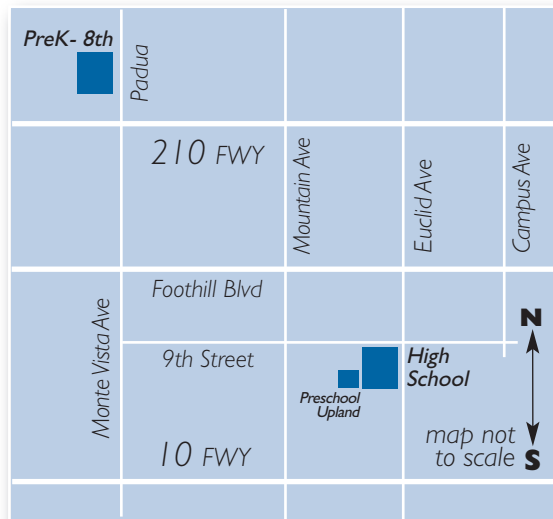 PreK- 8th
Padua
210 FWY
Mountain Ave
Euclid Ave
Campus Ave
Foothill Blvd
Monte Vista Ave
9th Street
N
High
School
Preschool
Upland
10 FWY
map not
to scale
S